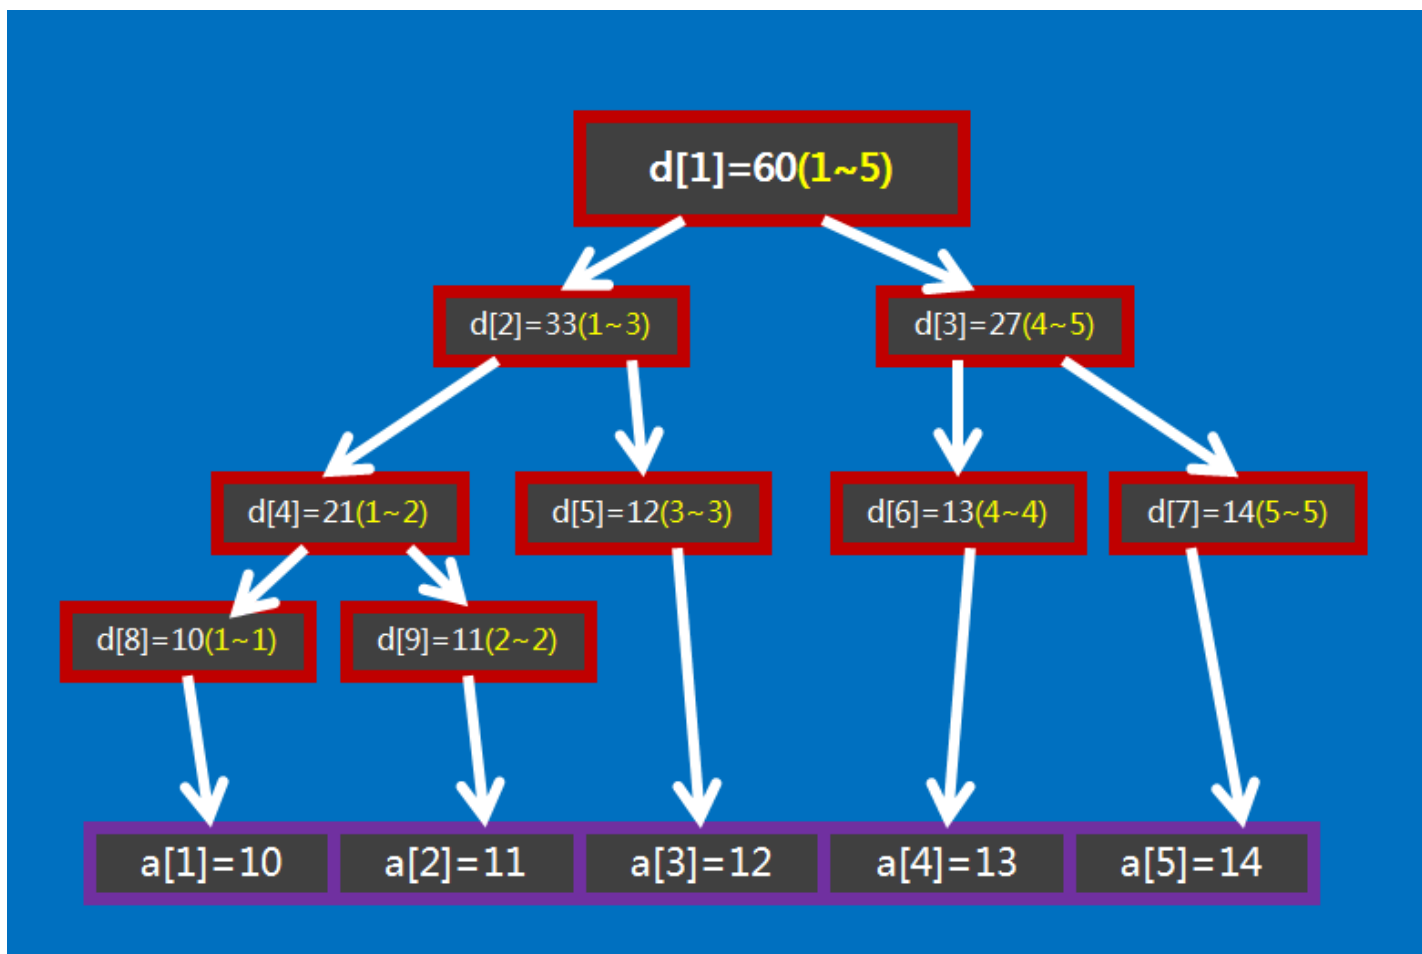 d[1]=60(1~5)
d[2]=33(1~3)
d[3]=27(4~5)
d[4]=21(1~2)
d[5]=12(3~3)
d[6]=13(4~4)
d[7]=14(5~5)
d[8]=10(1~1)
d[9]=11(2~2)
a[1]=10
a[2]=11
a[3]=12
a[4]=13
a[5]=14